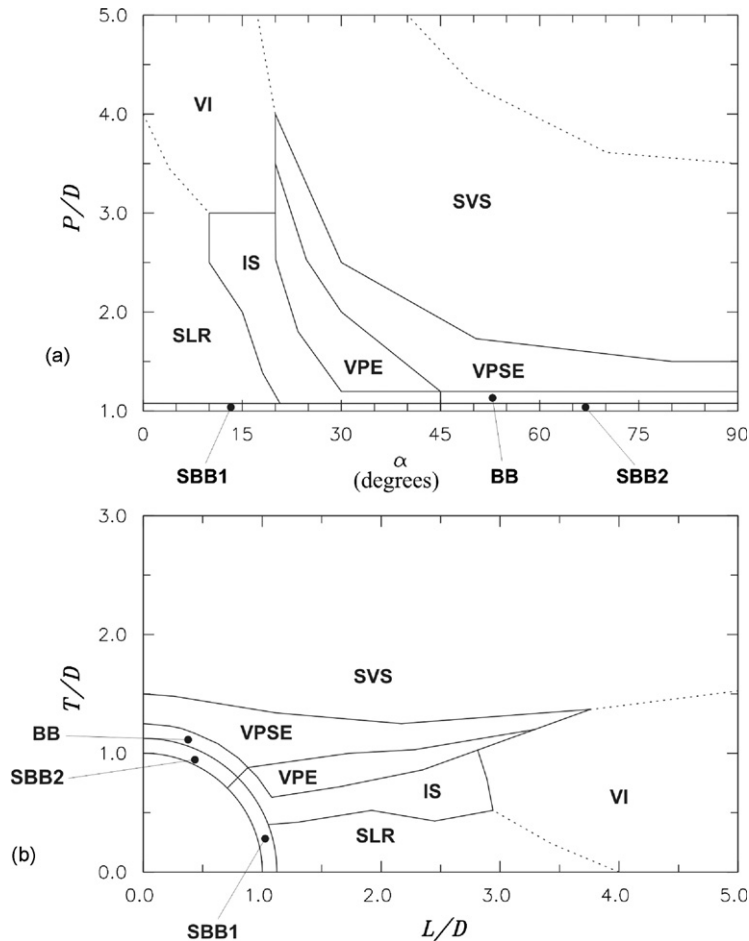 5.0
VI
4.0
P/D
SVS
3.0
IS
2.0
SLR
(a)
VPE
VPSE
1.0
0 15 30 45 60 75 90
SBB1
α
(degrees)
BB
SBB2
3.0
2.0
T/D
SVS
BB
VPSE
1.0
SBB2
VPE
IS
VI
SLR
(b)
0.0
0.0 1.0 2.0 3.0 4.0 5.0
SBB1
L/D